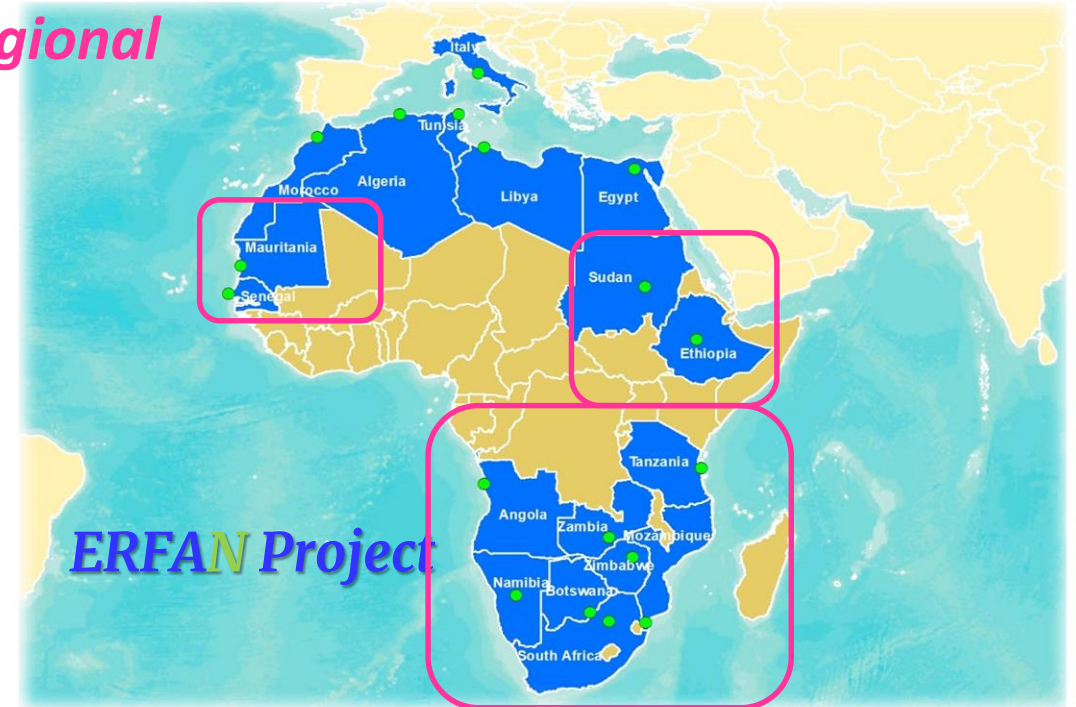 gional
Italy
Tunisia
Morocco
Algeria
Libya
Egypt
Mauritania
Senegal
Sudan
Ethiopia
Tanzania
Angola
Zambia
Mozambique
Zimbabwe
Namibia
Botswana
South Africa
ERFAN Project